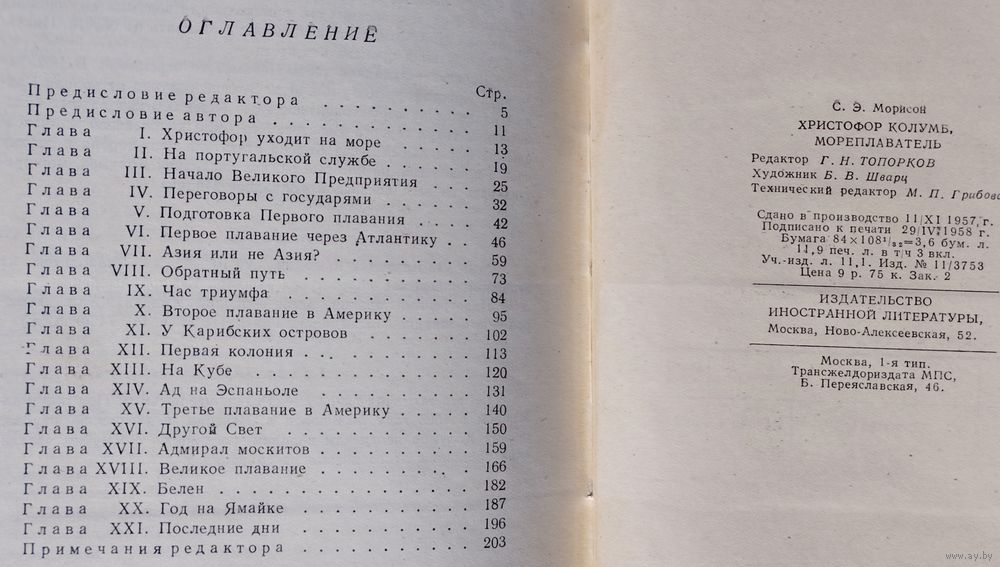 ОГЛАВЛЕНИЕ
Стр.
Предисловие редактора . . . . . . . . . . 5
Предисловие автора . . . . . . . . . . . 11
Глава I. Христофор уходит на море . . . . . . 13
Глава II. На португальской службе . . . . . . 19
Глава III. Начало Великого Предприятия . . . . 25
Глава IV. Переговоры с государями . . . . . . 32
Глава V. Подготовка Первого плавания . . . . 42
Глава VI. Первое плавание через Атлантику . . 46
Глава VII. Азия или не Азия? . . . . . . . . 59
Глава VIII. Обратный путь . . . . . . . . . 73
Глава IX. Час триумфа . . . . . . . . . . 84
Глава X. Второе плавание в Америку . . . . . 95
Глава XI. У Карибских островов . . . . . . . 102
Глава XII. Первая колония . . . . . . . . . 113
Глава XIII. На Кубе . . . . . . . . . . . 120
Глава XIV. Ад на Эспаньоле . . . . . . . . 131
Глава XV. Третье плавание в Америку . . . . . 140
Глава XVI. Другой Свет . . . . . . . . . . 150
Глава XVII. Адмирал москитов . . . . . . . . 159
Глава XVIII. Великое плавание . . . . . . . . 166
Глава XIX. Белен . . . . . . . . . . . . 182
Глава XX. Год на Ямайке . . . . . . . . . 187
Глава XXI. Последние дни . . . . . . . . . 196
Примечания редактора . . . . . . . . . . 203
С. Э. Морисон
ХРИСТОФОР КОЛУМБ,
МОРЕПЛАВАТЕЛЬ
Редактор Г. Н. ТОПОРКОВ
Художник Б. В. Шварц
Технический редактор М. П. Грибова
Сдано в производство 11/XI 1957 г.
Подписано к печати 29/IV 1958 г.
Бумага 84×108¹/₃₂=3,6 бум. л.
11,9 печ. л. в т/ч 3 вкл.
Уч.-изд. л. 11,1. Изд. № 11/3753
Цена 9 р. 75 к. Зак. 2
ИЗДАТЕЛЬСТВО
ИНОСТРАННОЙ ЛИТЕРАТУРЫ,
Москва, Ново-Алексеевская, 52.
Москва, 1-я тип.
Трансжелдориздата МПС,
Б. Переяславская, 46.
www.ay.by